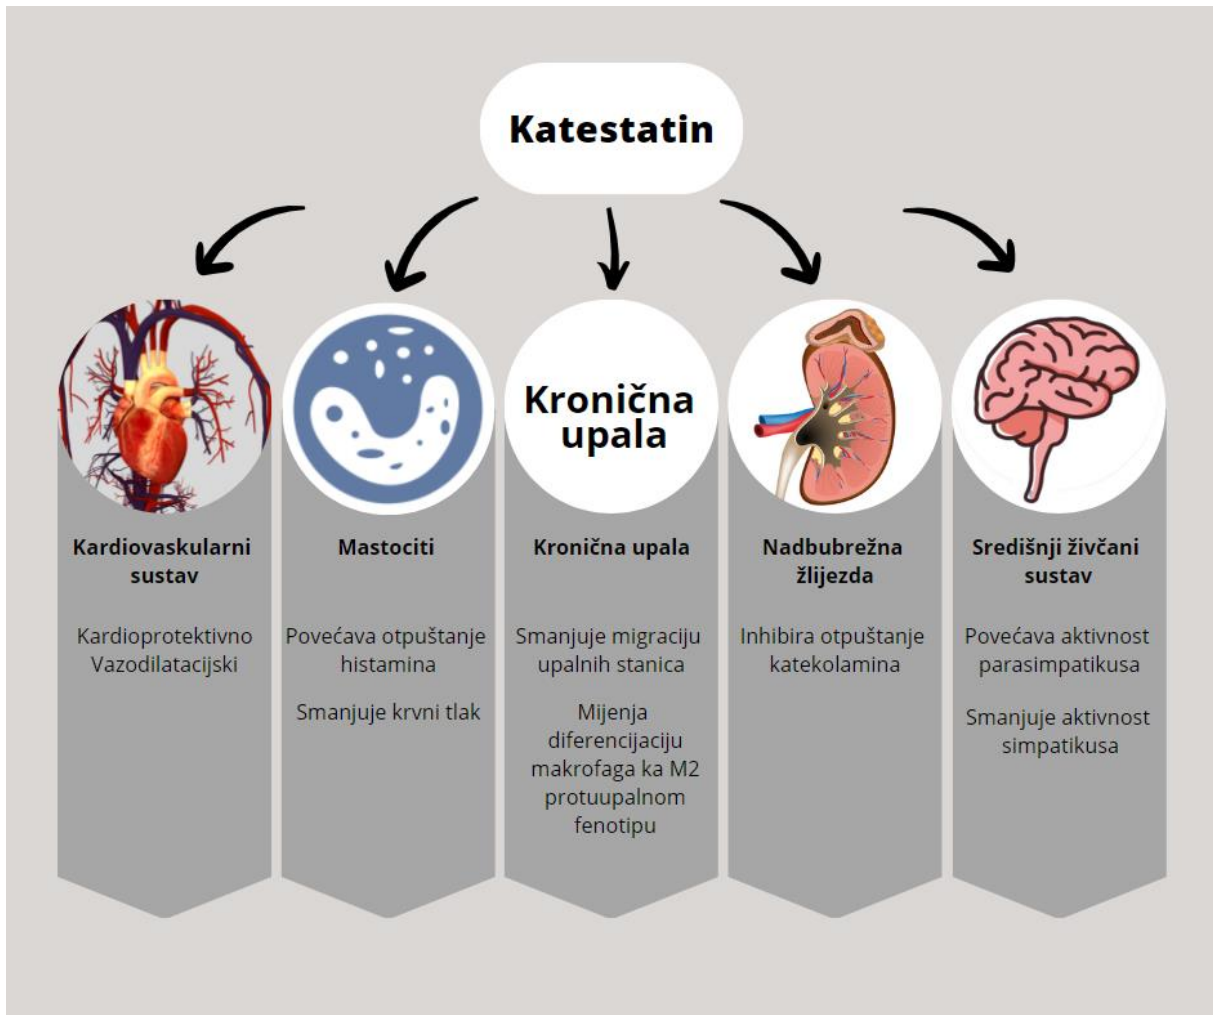 Katestatin
Kronična
upala
Kardiovaskularni
sustav
Kardioprotektivno
Vazodilatacijski
Mastociti
Povećava otpuštanje
histamina
Smanjuje krvni tlak
Kronična upala
Smanjuje migraciju
upalnih stanica
Mijenja
diferencijaciju
makrofaga ka M2
protuupalnom
fenotipu
Nadbubrežna
žlijezda
Inhibira otpuštanje
katekolamina
Središnji živčani
sustav
Povećava aktivnost
parasimpatikusa
Smanjuje aktivnost
simpatikusa